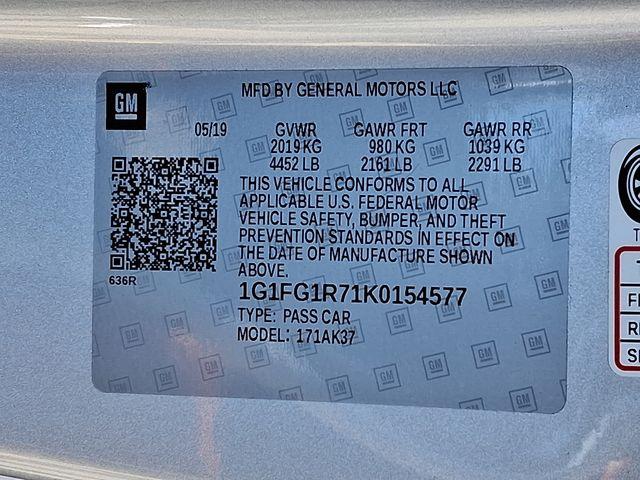 GM
MFD BY GENERAL MOTORS LLC
05/19 GVWR GAWR FRT GAWR RR
2019 KG 980 KG 1039 KG
4452 LB 2161 LB 2291 LB
THIS VEHICLE CONFORMS TO ALL
APPLICABLE U.S. FEDERAL MOTOR
VEHICLE SAFETY, BUMPER, AND THEFT
PREVENTION STANDARDS IN EFFECT ON
THE DATE OF MANUFACTURE SHOWN
ABOVE.
636R
1G1FG1R71K0154577
TYPE: PASS CAR
MODEL: 171AK37